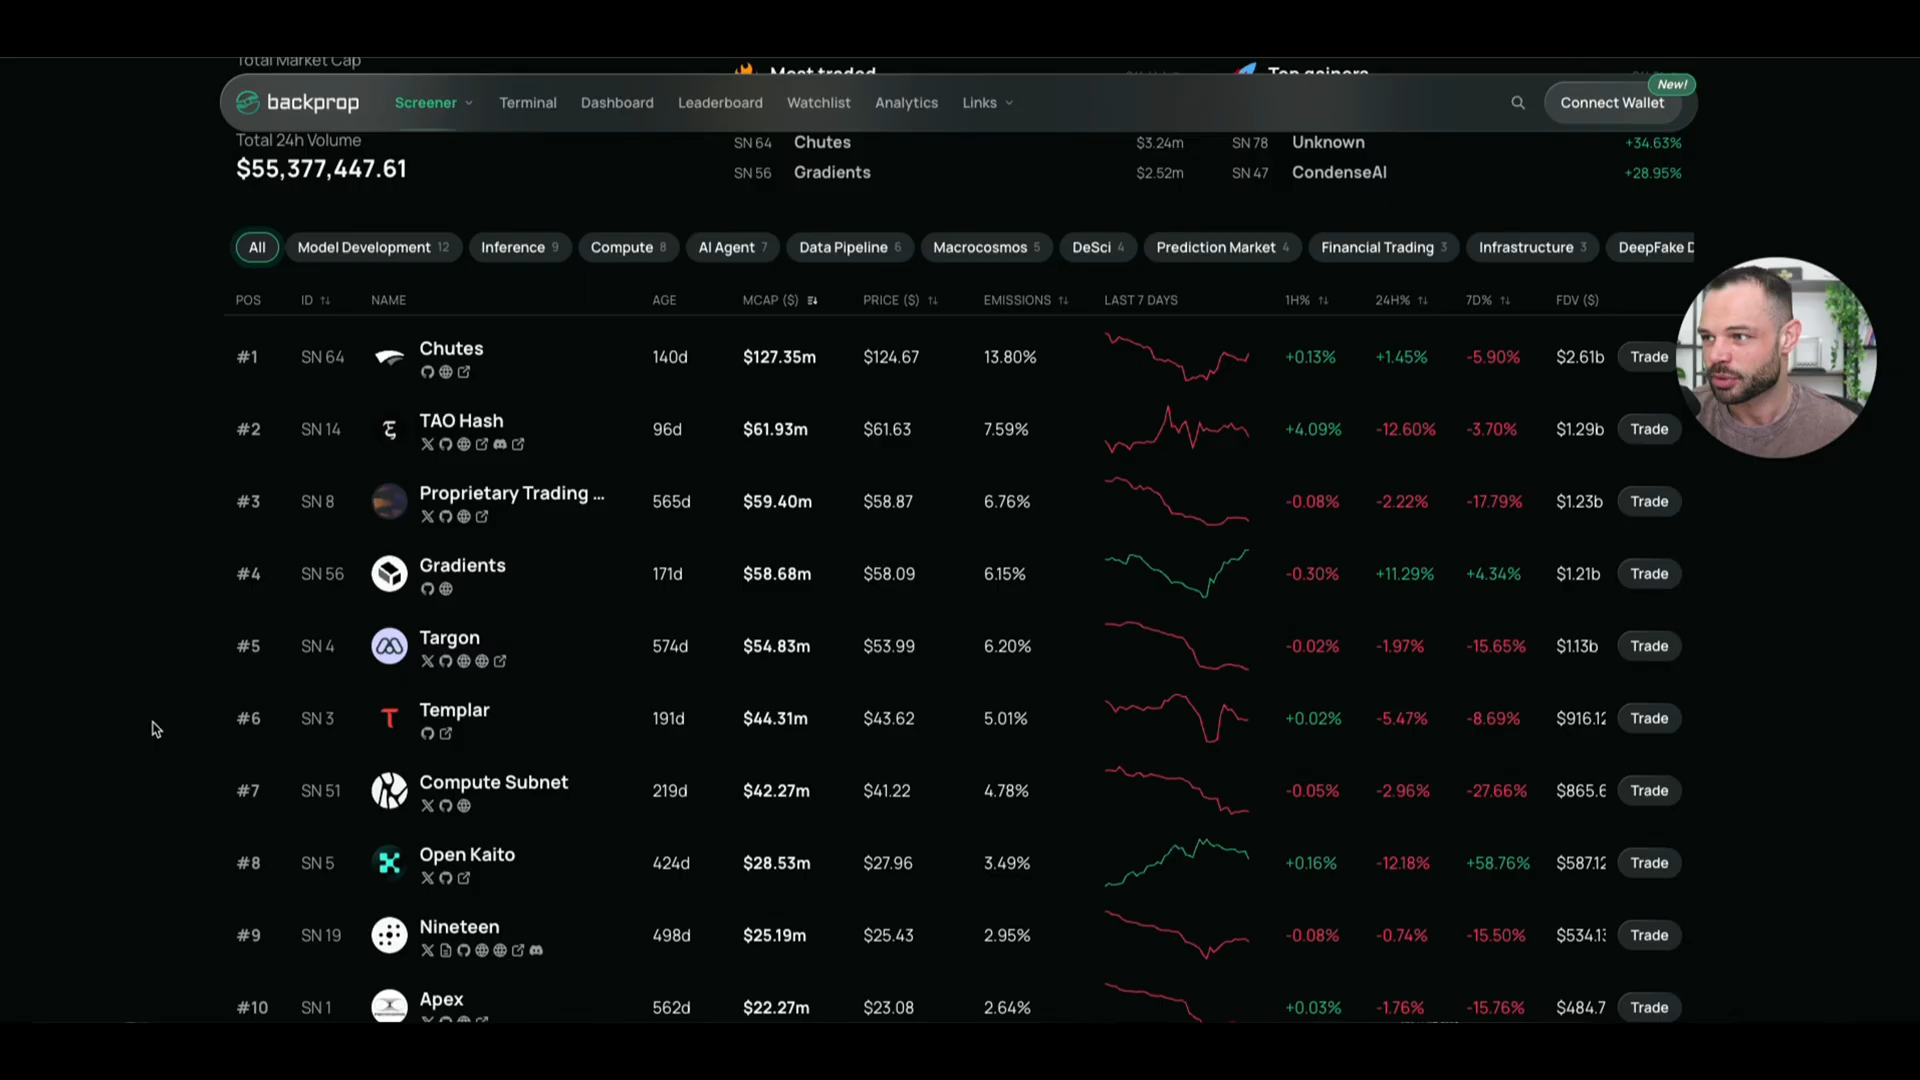 Total Market Cap
Most traded
Top gainers
backprop
Screener
Terminal
Dashboard
Leaderboard
Watchlist
Analytics
Links
New!
Connect Wallet
Total 24h Volume
$55,377,447.61
SN 64 Chutes $3.24m
SN 56 Gradients $2.52m
SN 78 Unknown +34.63%
SN 47 CondenseAI +28.95%
All Model Development 12 Inference 9 Compute 8 AI Agent 7 Data Pipeline 6 Macrocosmos 5 DeSci 4 Prediction Market 4 Financial Trading 3 Infrastructure 3 DeepFake D
POS ID NAME AGE MCAP ($) PRICE ($) EMISSIONS LAST 7 DAYS 1H% 24H% 7D% FDV ($)
#1 SN 64 Chutes 140d $127.35m $124.67 13.80% +0.13% +1.45% -5.90% $2.61b Trade
#2 SN 14 TAO Hash 96d $61.93m $61.63 7.59% +4.09% -12.60% -3.70% $1.29b Trade
#3 SN 8 Proprietary Trading ... 565d $59.40m $58.87 6.76% -0.08% -2.22% -17.79% $1.23b Trade
#4 SN 56 Gradients 171d $58.68m $58.09 6.15% -0.30% +11.29% +4.34% $1.21b Trade
#5 SN 4 Targon 574d $54.83m $53.99 6.20% -0.02% -1.97% -15.65% $1.13b Trade
#6 SN 3 Templar 191d $44.31m $43.62 5.01% +0.02% -5.47% -8.69% $916.12 Trade
#7 SN 51 Compute Subnet 219d $42.27m $41.22 4.78% -0.05% -2.96% -27.66% $865.6 Trade
#8 SN 5 Open Kaito 424d $28.53m $27.96 3.49% +0.16% -12.18% +58.76% $587.12 Trade
#9 SN 19 Nineteen 498d $25.19m $25.43 2.95% -0.08% -0.74% -15.50% $534.13 Trade
#10 SN 1 Apex 562d $22.27m $23.08 2.64% +0.03% -1.76% -15.76% $484.7 Trade